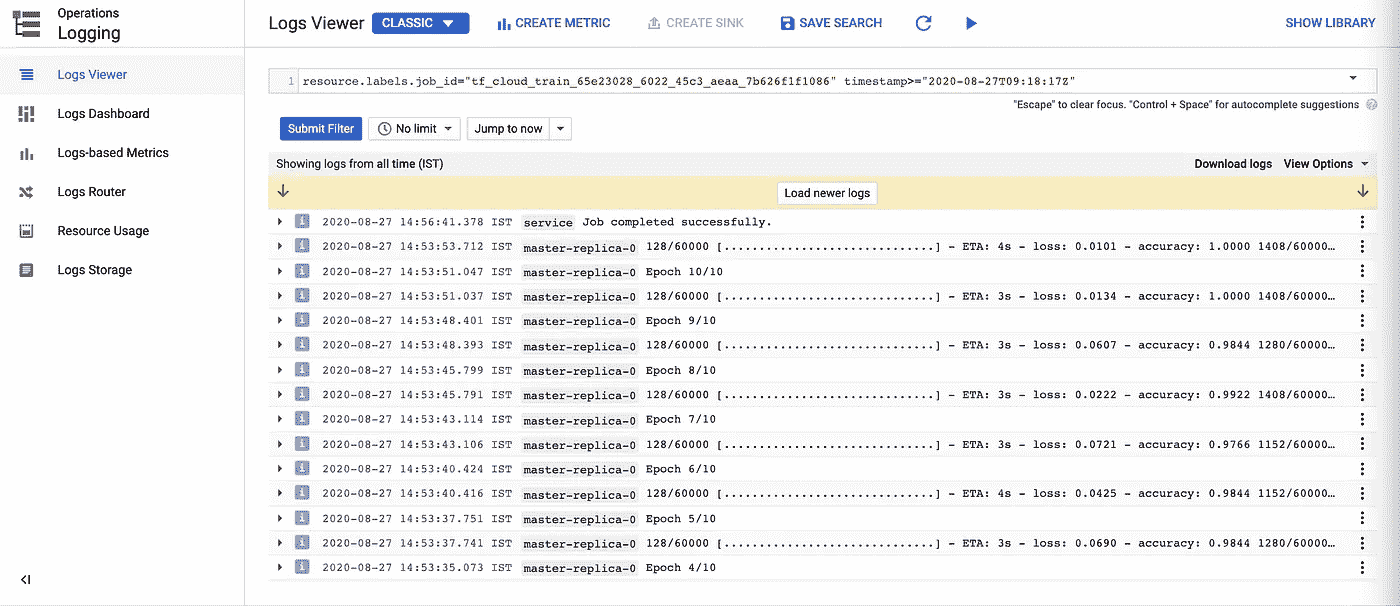 Operations
Logging
Logs Viewer CLASSIC CREATE METRIC CREATE SINK SAVE SEARCH SHOW LIBRARY
Logs Viewer
Logs Dashboard
Logs-based Metrics
Logs Router
Resource Usage
Logs Storage
1 resource.labels.job_id="tf_cloud_train_65e23028_6022_45c3_aeaa_7b626f1f1086" timestamp>="2020-08-27T09:18:17Z"
"Escape" to clear focus. "Control + Space" for autocomplete suggestions ?
Submit Filter No limit Jump to now
Showing logs from all time (IST) Download logs View Options
Load newer logs
i 2020-08-27 14:56:41.378 IST service Job completed successfully.
i 2020-08-27 14:53:53.712 IST master-replica-0 128/60000 [..............................] - ETA: 4s - loss: 0.0101 - accuracy: 1.0000 1408/60000…
i 2020-08-27 14:53:51.047 IST master-replica-0 Epoch 10/10
i 2020-08-27 14:53:51.037 IST master-replica-0 128/60000 [..............................] - ETA: 3s - loss: 0.0134 - accuracy: 1.0000 1408/60000…
i 2020-08-27 14:53:48.401 IST master-replica-0 Epoch 9/10
i 2020-08-27 14:53:48.393 IST master-replica-0 128/60000 [..............................] - ETA: 3s - loss: 0.0607 - accuracy: 0.9844 1280/60000…
i 2020-08-27 14:53:45.799 IST master-replica-0 Epoch 8/10
i 2020-08-27 14:53:45.791 IST master-replica-0 128/60000 [..............................] - ETA: 3s - loss: 0.0222 - accuracy: 0.9922 1408/60000…
i 2020-08-27 14:53:43.114 IST master-replica-0 Epoch 7/10
i 2020-08-27 14:53:43.106 IST master-replica-0 128/60000 [..............................] - ETA: 3s - loss: 0.0721 - accuracy: 0.9766 1152/60000…
i 2020-08-27 14:53:40.424 IST master-replica-0 Epoch 6/10
i 2020-08-27 14:53:40.416 IST master-replica-0 128/60000 [..............................] - ETA: 4s - loss: 0.0425 - accuracy: 0.9844 1152/60000…
i 2020-08-27 14:53:37.751 IST master-replica-0 Epoch 5/10
i 2020-08-27 14:53:37.741 IST master-replica-0 128/60000 [..............................] - ETA: 3s - loss: 0.0690 - accuracy: 0.9844 1280/60000…
i 2020-08-27 14:53:35.073 IST master-replica-0 Epoch 4/10